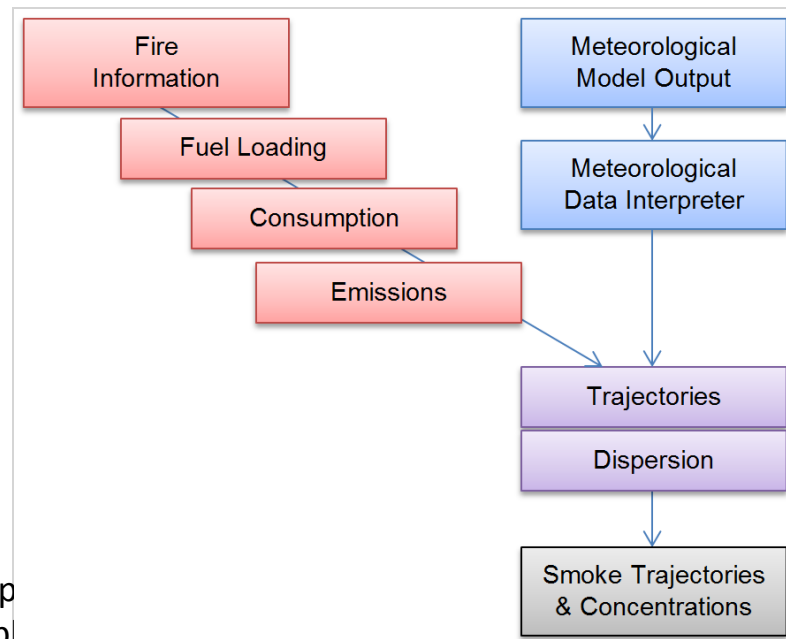 Fire
Information
Fuel Loading
Consumption
Emissions
Meteorological
Model Output
Meteorological
Data Interpreter
Trajectories
Dispersion
Smoke Trajectories
& Concentrations